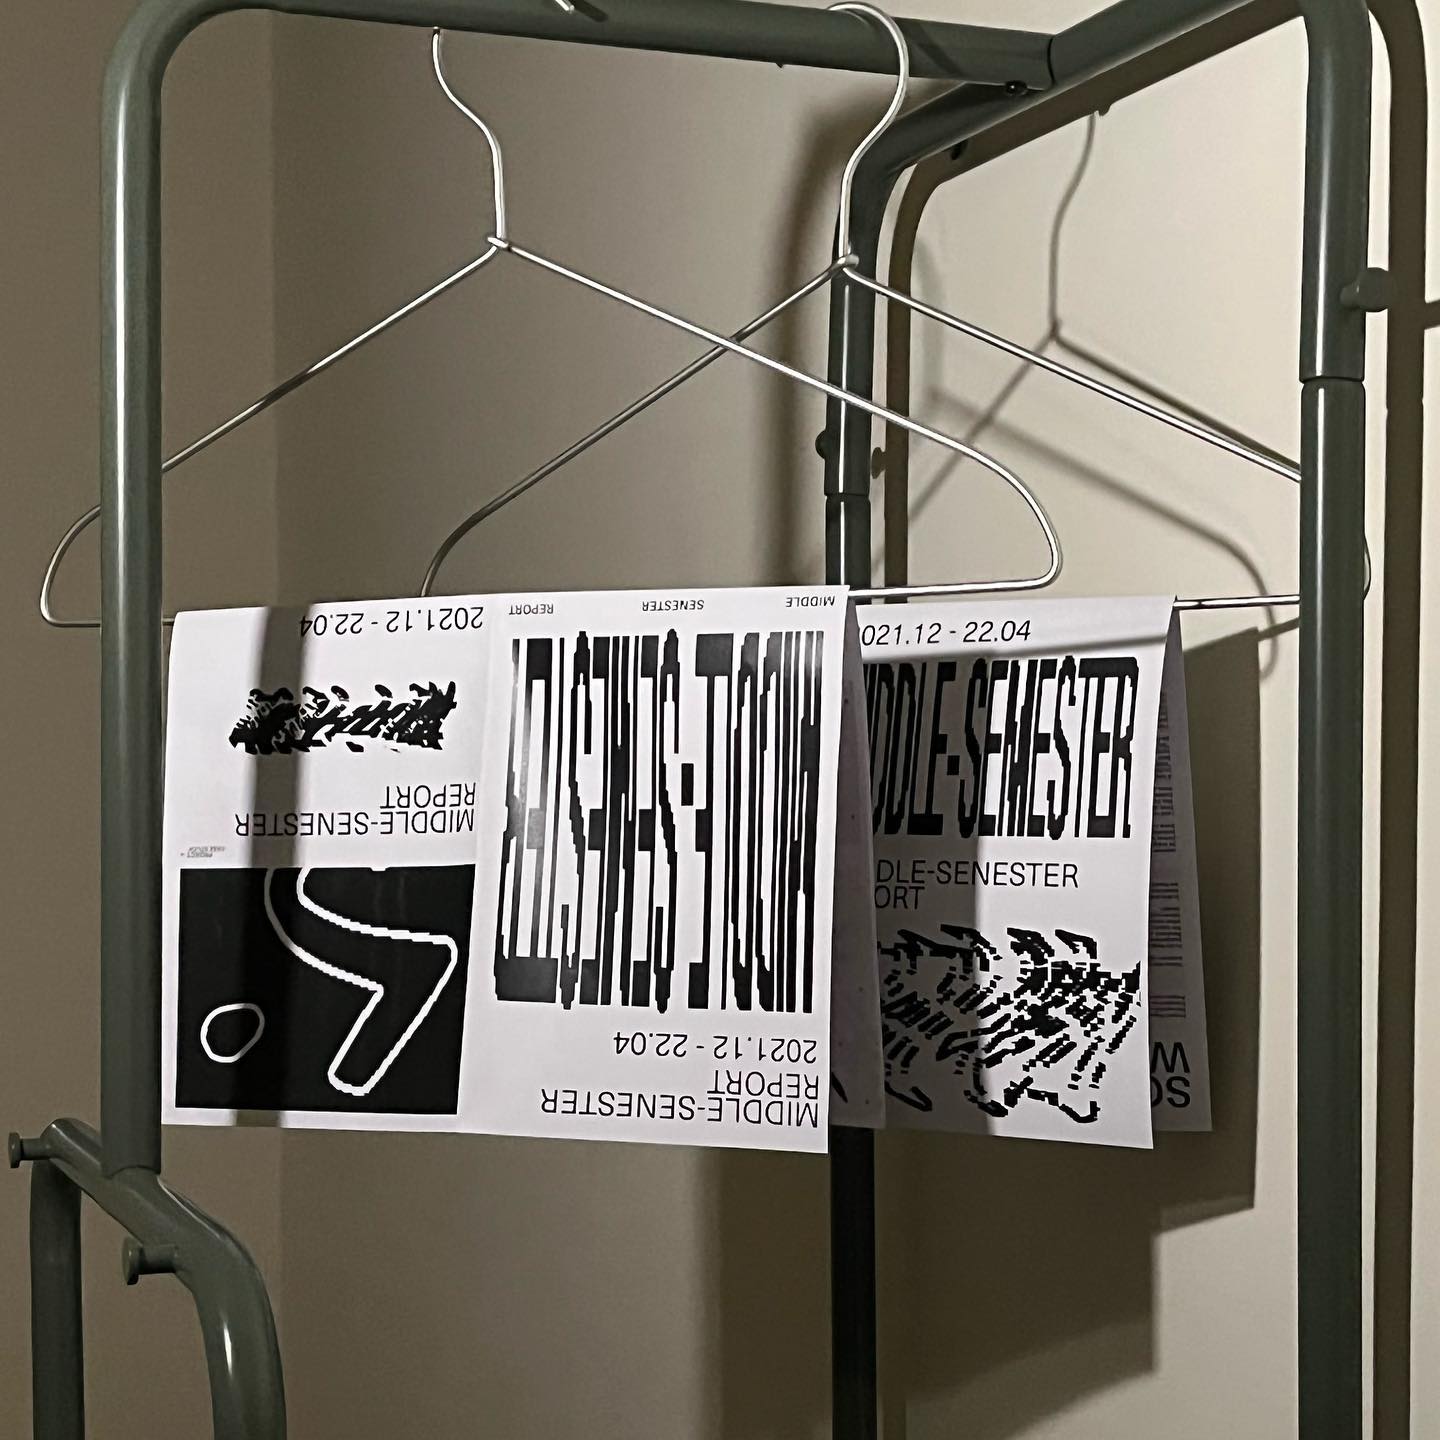 MIDDLE-SENESTER
REPORT
2021.12 - 22.04
MIDDLE-SEMESTER
MIDDLE SENESTER REPORT
MIDDLE-SENESTER
REPORT
2021.12 - 22.04
021.12 - 22.04
DDLE-SEMESTER
DLE-SENESTER
ORT